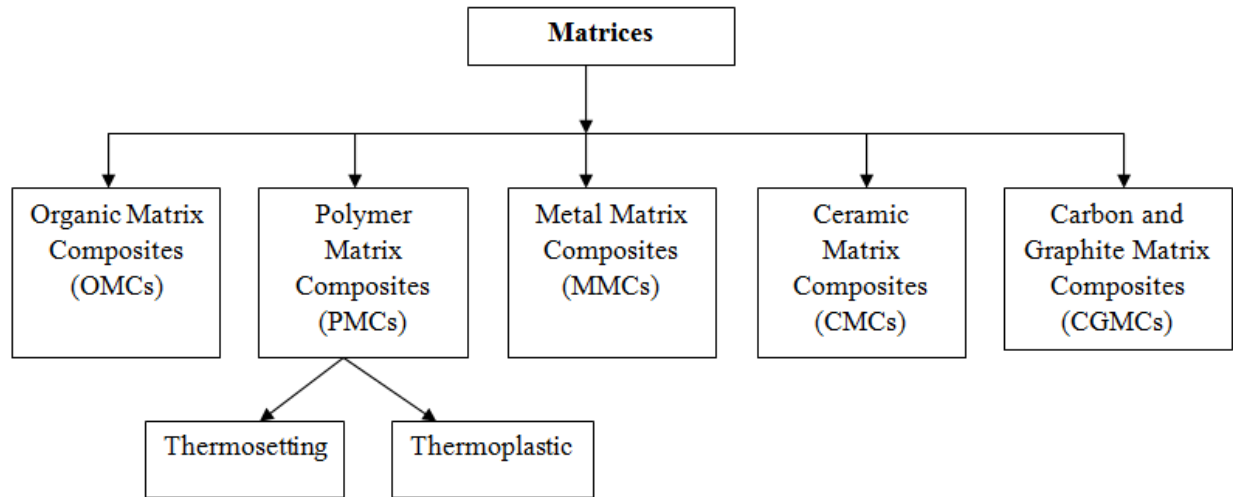 Matrices
Organic Matrix
Composites
(OMCs)
Polymer
Matrix
Composites
(PMCs)
Metal Matrix
Composites
(MMCs)
Ceramic
Matrix
Composites
(CMCs)
Carbon and
Graphite Matrix
Composites
(CGMCs)
Thermosetting
Thermoplastic